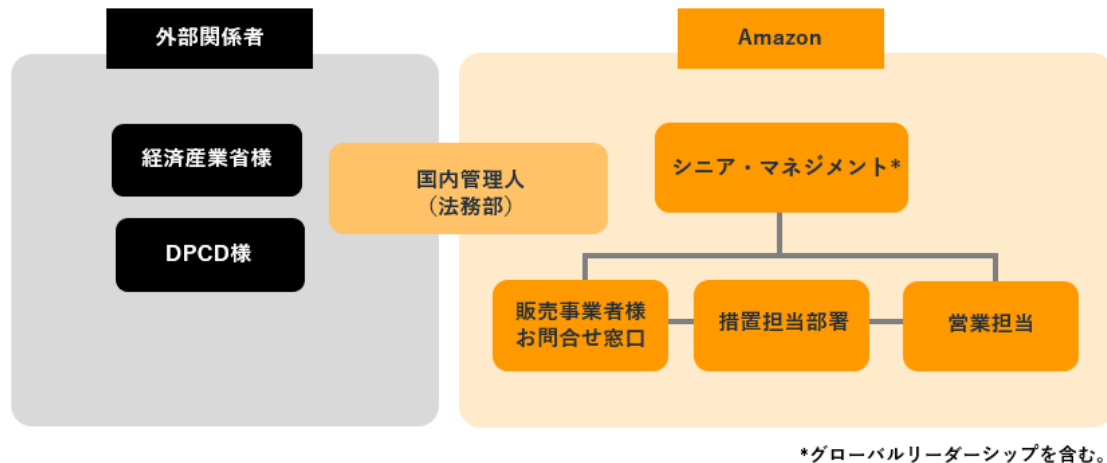 外部関係者
Amazon
経済産業省様
DPCD様
国内管理人
（法務部）
シニア・マネジメント*
販売事業者様
お問合せ窓口
措置担当部署
営業担当
*グローバルリーダーシップを含む。